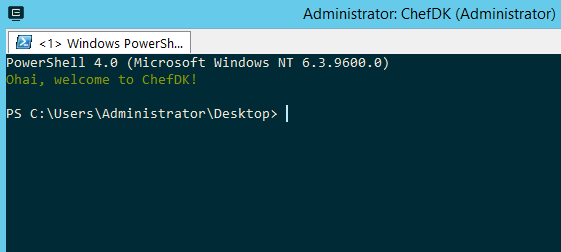 Administrator: ChefDK (Administrator)
<1> Windows PowerSh...
PowerShell 4.0 (Microsoft Windows NT 6.3.9600.0)
Ohai, welcome to ChefDK!
PS C:\Users\Administrator\Desktop>